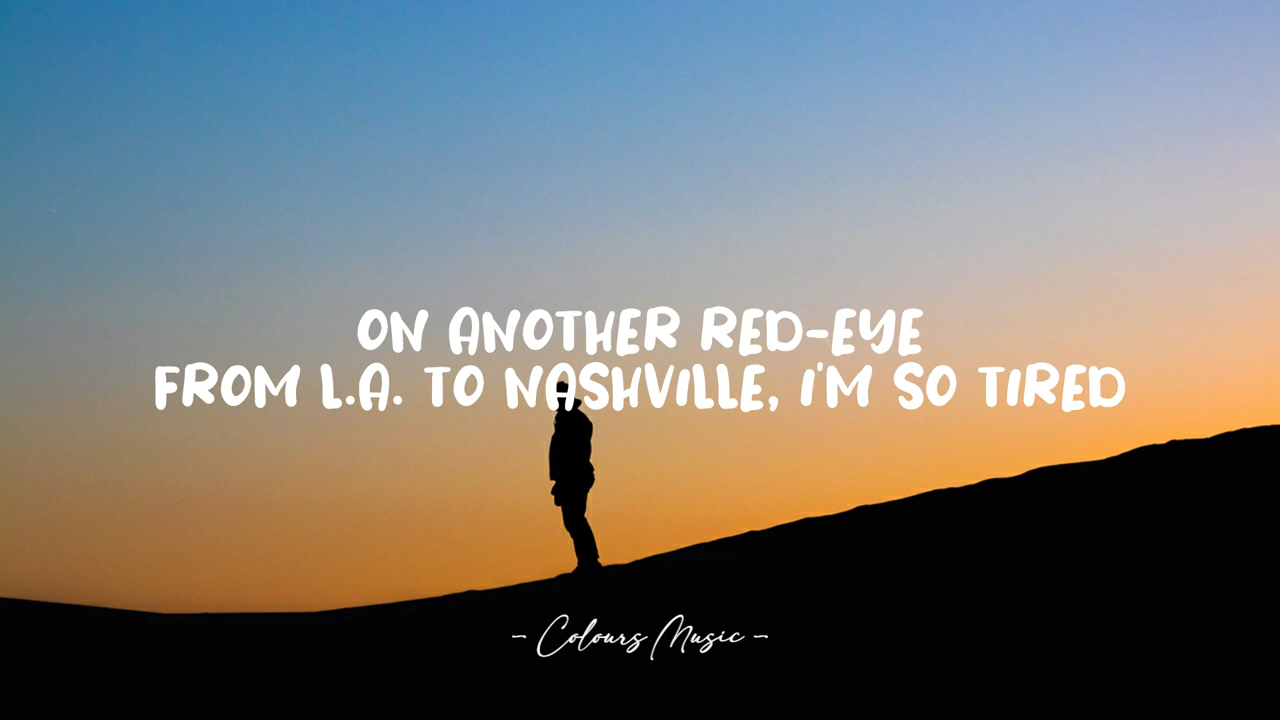 ON ANOTHER RED-EYE
FROM L.A. TO NASHVILLE, I'M SO TIRED
- Colours Music -